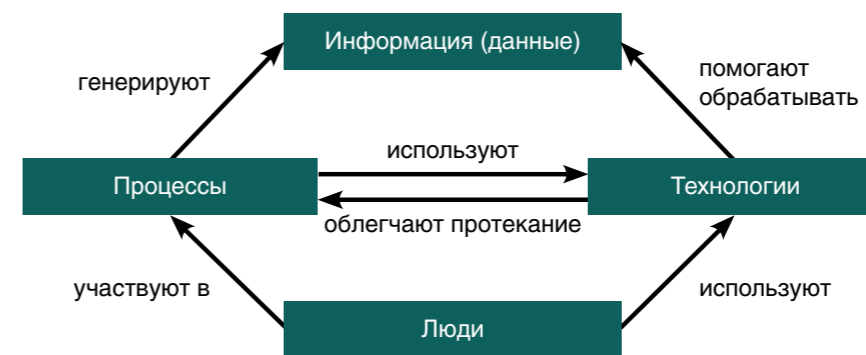 Информация (данные)
генерируют
помогают
обрабатывать
используют
Процессы
Технологии
облегчают протекание
участвуют в
используют
Люди